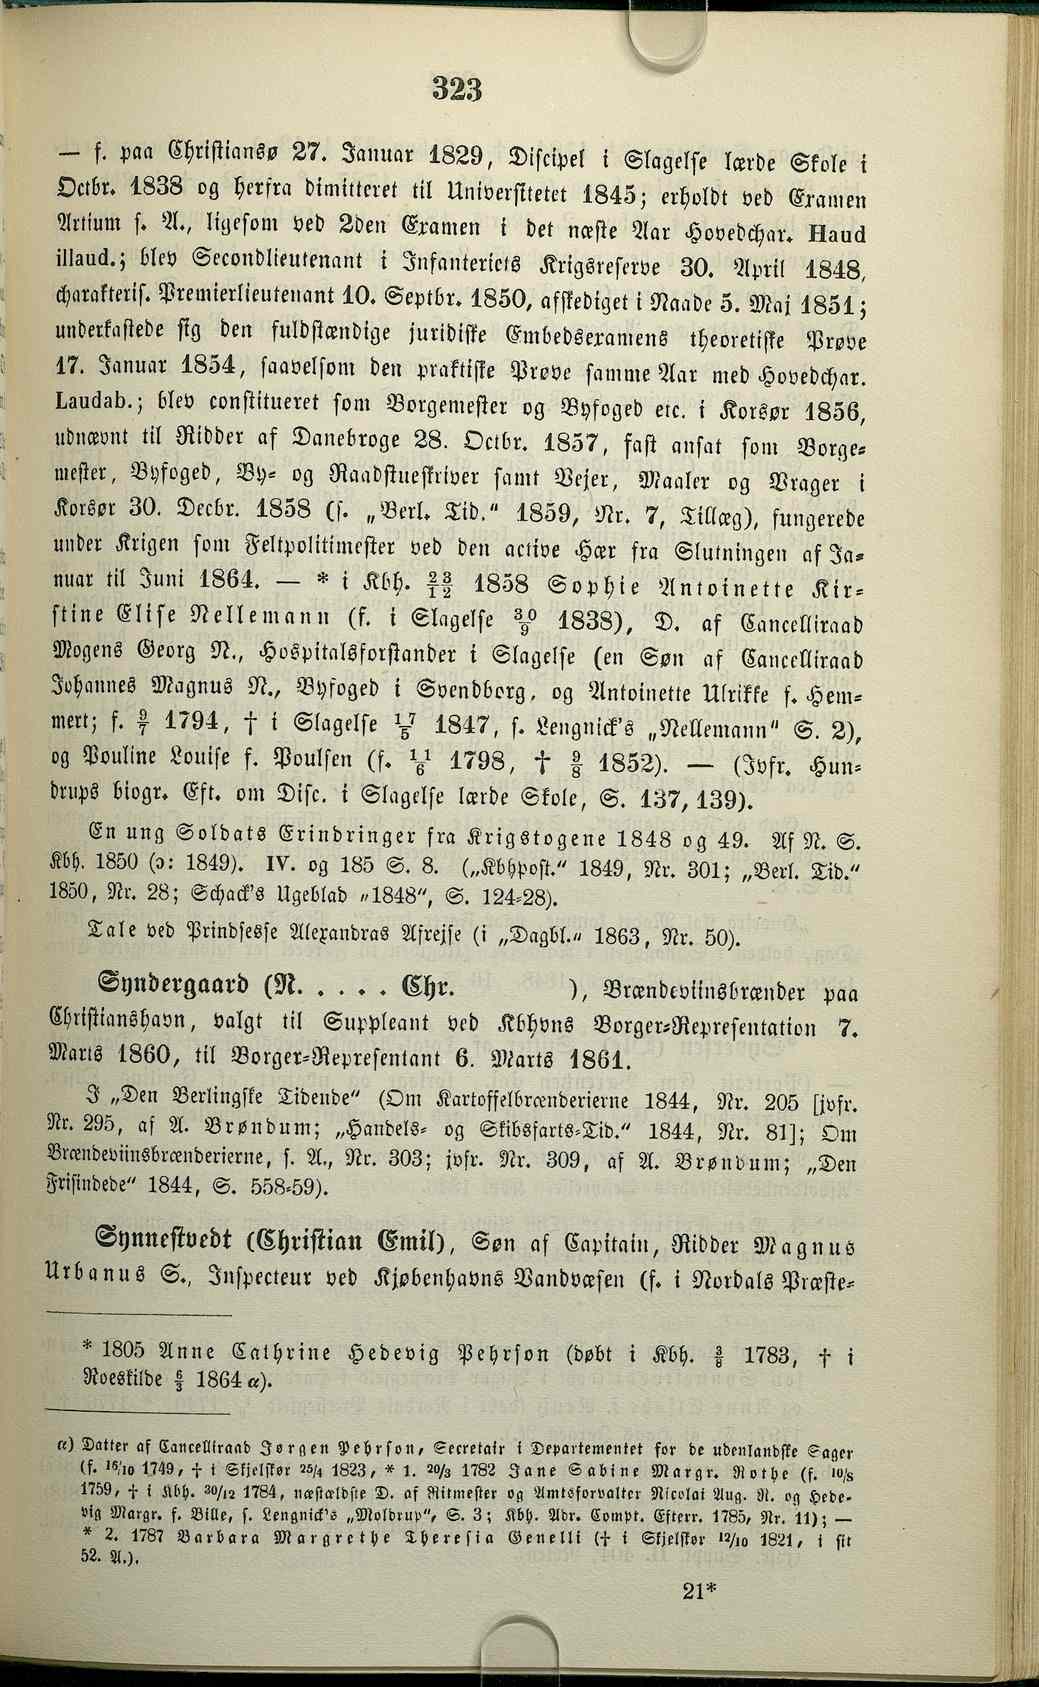 323
— f. paa Christiansø 27. Januar 1829, Discipel i Slagelse lærde Skole i
Octbr. 1838 og herfra dimitteret til Universitetet 1845; erholdt ved Examen
Artium s. A., ligesom ved 2den Examen i det næste Aar Hovedchar. Haud
illaud.; blev Secondlieutenant i Infanteriets Krigsreserve 30. April 1848,
charakteris. Premierlieutenant 10. Septbr. 1850, afskediget i Naade 5. Maj 1851;
underkastede sig den fuldstændige juridiske Embedsexamens theoretiske Prøve
17. Januar 1854, saavelsom den praktiske Prøve samme Aar med Hovedchar.
Laudab.; blev constitueret som Borgemester og Byfoged etc. i Korsør 1856,
udnævnt til Ridder af Danebroge 28. Octbr. 1857, fast ansat som Borge-
mester, Byfoged, By- og Raadstueskriver samt Vejer, Maaler og Vrager i
Korsør 30. Decbr. 1858 (s. „Berl. Tid.“ 1859, Nr. 7, Tillæg), fungerede
under Krigen som Feltpolitimester ved den active Hær fra Slutningen af Ja-
nuar til Juni 1864. — * i Kbh. 23/12 1858 Sophie Antoinette Kir-
stine Elise Nellemann (f. i Slagelse 30/9 1838), D. af Cancelliraad
Mogens Georg N., Hospitalsforstander i Slagelse (en Søn af Cancelliraad
Johannes Magnus N., Byfoged i Svendborg, og Antoinette Ulrikke f. Hem-
mert; f. 9/7 1794, † i Slagelse 17/5 1847, s. Lengnick's „Nellemann“ S. 2),
og Pouline Louise f. Poulsen (f. 11/6 1798, † 9/8 1852). — (Jvfr. Hun-
drups biogr. Eft. om Disc. i Slagelse lærde Skole, S. 137, 139).
En ung Soldats Erindringer fra Krigstogene 1848 og 49. Af N. S.
Kbh. 1850 (ɔ: 1849). IV. og 185 S. 8. („Kbhpost.“ 1849, Nr. 301; „Berl. Tid.“
1850, Nr. 28; Schack's Ugeblad „1848“, S. 124-28).
Tale ved Prindsesse Alexandras Afrejse (i „Dagbl.“ 1863, Nr. 50).
Syndergaard (N. . . . . Chr. ), Brændeviinsbrænder paa
Christianshavn, valgt til Suppleant ved Kbhvns Borger-Repræsentation 7.
Marts 1860, til Borger-Repræsentant 6. Marts 1861.
I „Den Berlingske Tidende“ (Om Kartoffelbrænderierne 1844, Nr. 205 [jvfr.
Nr. 295, af A. Brøndum; „Handels- og Skibsfarts-Tid.“ 1844, Nr. 81]; Om
Brændeviinsbrænderierne, s. A., Nr. 303; jvfr. Nr. 309, af A. Brøndum; „Den
Frisindede“ 1844, S. 558-59).
Synnestvedt (Christian Emil), Søn af Capitain, Ridder Magnus
Urbanus S., Inspecteur ved Kjøbenhavns Vandvæsen (f. i Nordals Præste-
* 1805 Anne Cathrine Hedevig Pehrson (døbt i Kbh. 3/8 1783, † i
Roeskilde 6/3 1864 α).
α) Datter af Cancelliraad Jørgen Pehrson, Secretair i Departementet for de udenlandske Sager
(f. 16/10 1749, † i Skjelskør 25/4 1823, * 1. 20/3 1782 Jane Sabine Margr. Rothe (f. 10/8
1759, † i Kbh. 30/12 1784, næstældste D. af Ritmester og Amtsforvalter Nicolai Aug. R. og Hede-
vig Margr. f. Bille, s. Lengnick's „Moldrup“, S. 3; Kbh. Adr. Compt. Efterr. 1785, Nr. 11); —
* 2. 1787 Barbara Margrethe Theresia Genelli († i Skjelskør 12/10 1821, i sit
52. A.).
21*